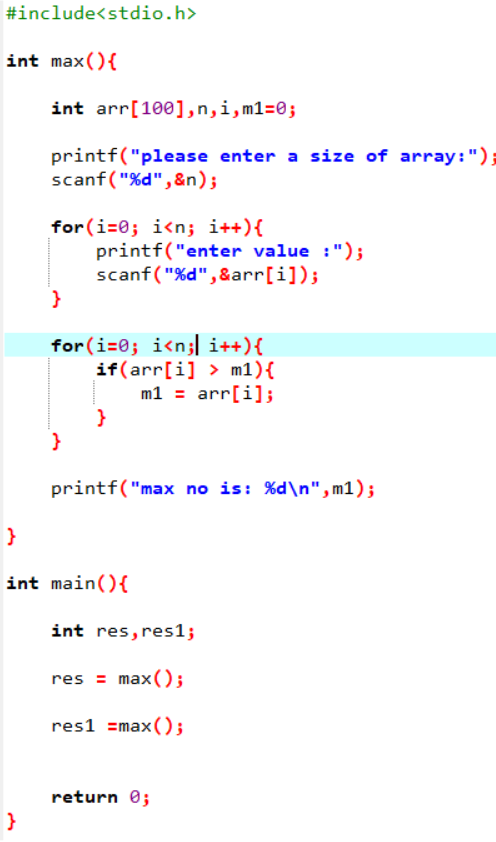 #include<stdio.h>
int max(){
int arr[100],n,i,m1=0;
printf("please enter a size of array:");
scanf("%d",&n);
for(i=0; i<n; i++){
printf("enter value :");
scanf("%d",&arr[i]);
}
for(i=0; i<n; i++){
if(arr[i] > m1){
m1 = arr[i];
}
}
printf("max no is: %d\n",m1);
}
int main(){
int res,res1;
res = max();
res1 =max();
return 0;
}